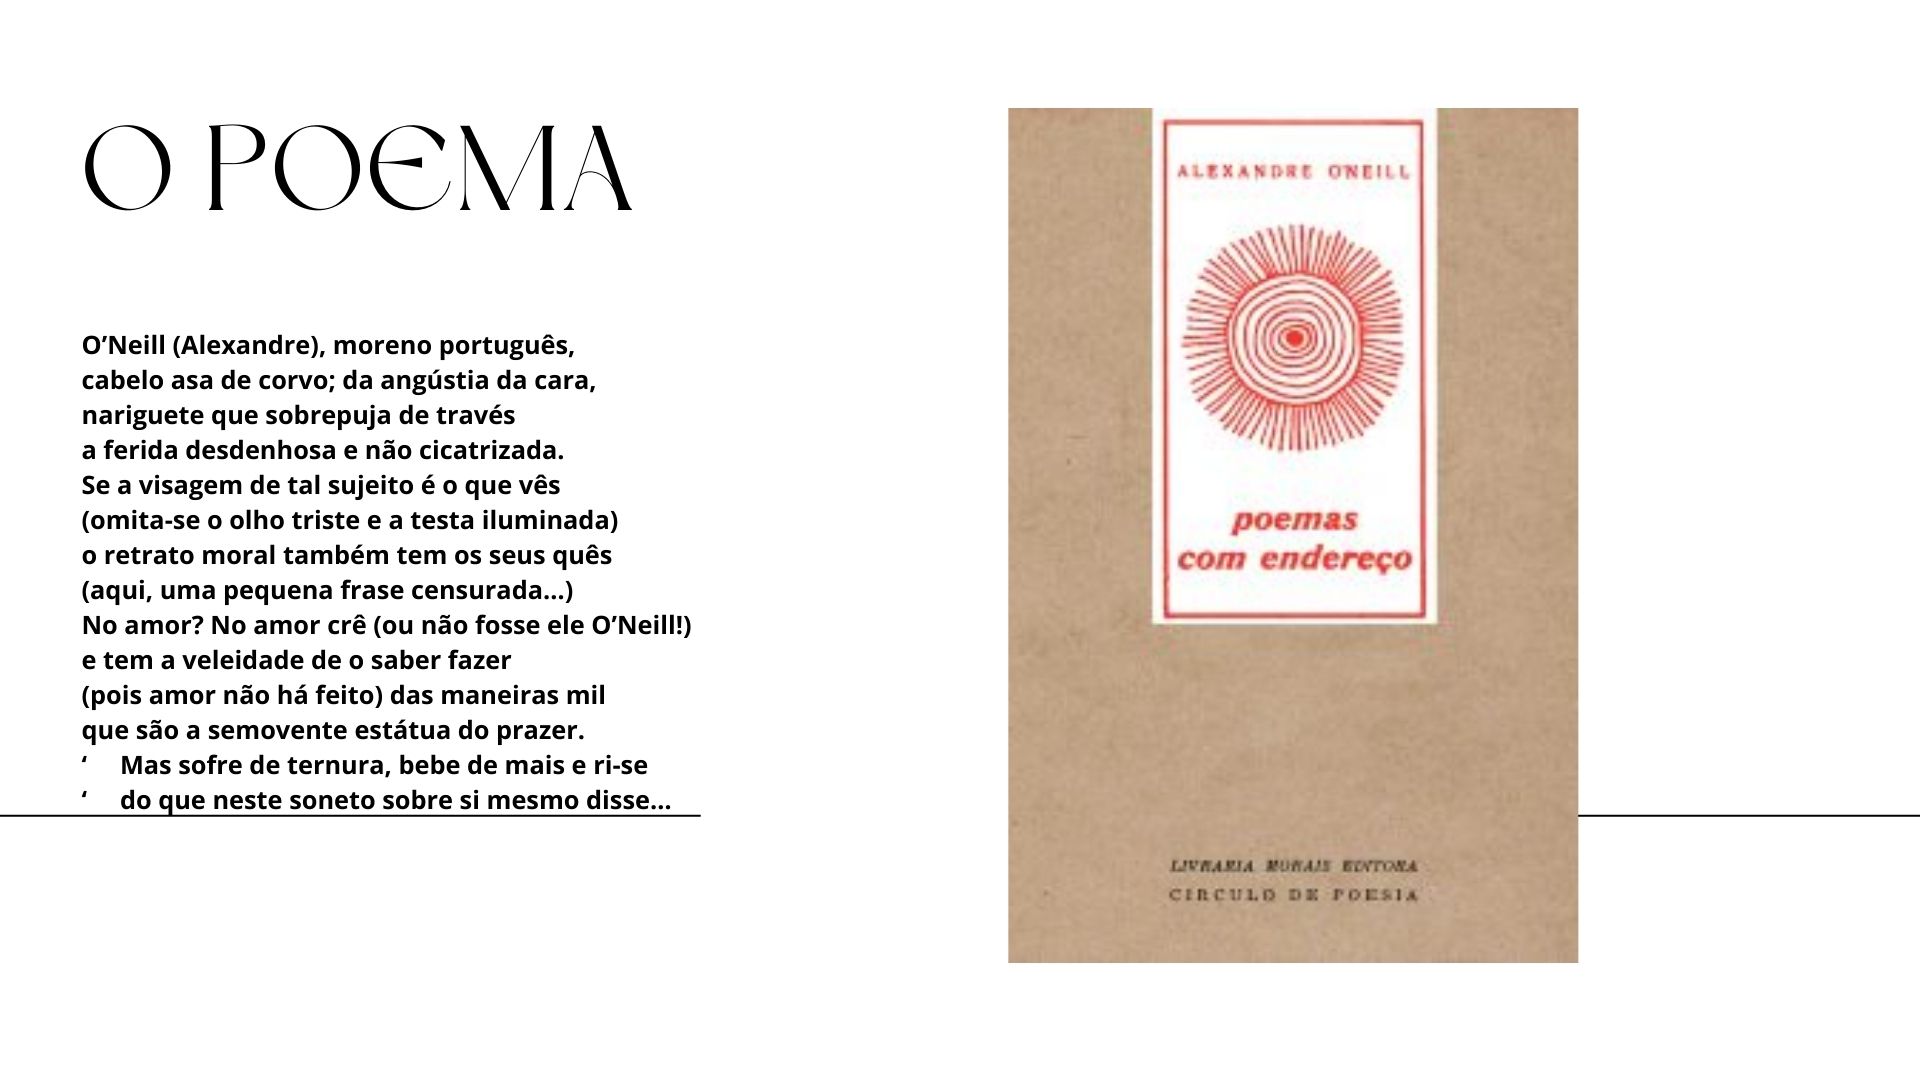 O POEMA
O’Neill (Alexandre), moreno português,
cabelo asa de corvo; da angústia da cara,
nariguete que sobrepuja de través
a ferida desdenhosa e não cicatrizada.
Se a visagem de tal sujeito é o que vês
(omita-se o olho triste e a testa iluminada)
o retrato moral também tem os seus quês
(aqui, uma pequena frase censurada...)
No amor? No amor crê (ou não fosse ele O’Neill!)
e tem a veleidade de o saber fazer
(pois amor não há feito) das maneiras mil
que são a semovente estátua do prazer.
‘ Mas sofre de ternura, bebe de mais e ri-se
‘ do que neste soneto sobre si mesmo disse...
ALEXANDRE O'NEILL
poemas
com endereço
LIVRARIA MORAIS EDITORA
CIRCULO DE POESIA